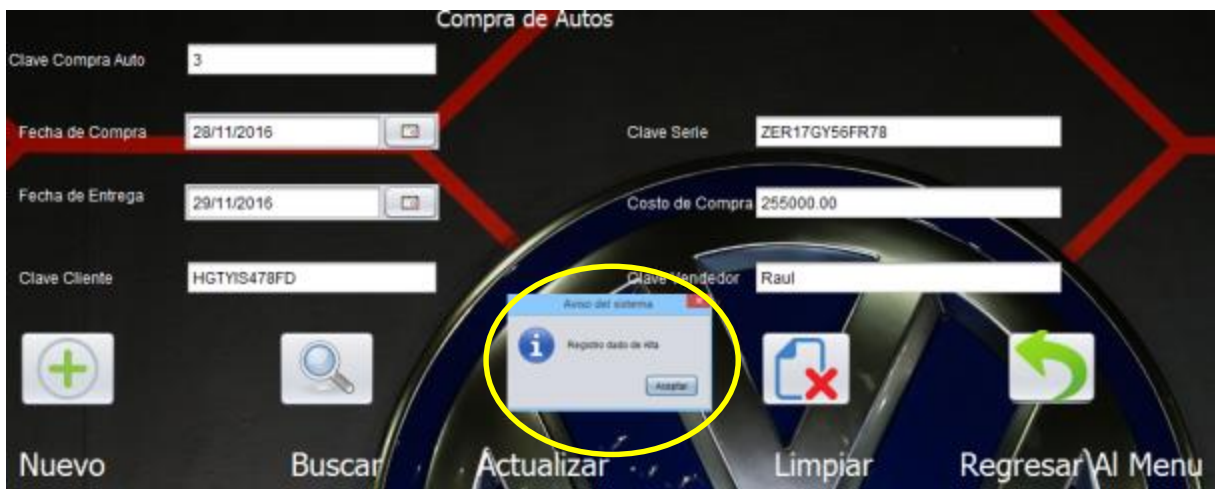 Compra de Autos
Clave Compra Auto 3
Fecha de Compra 28/11/2016 Clave Serie ZER17GY56FR78
Fecha de Entrega 29/11/2016 Costo de Compra 255000.00
Clave Cliente HGTYIS478FD Clave Vendedor Raul
Aviso del sistema
Registro dado de Alta
Aceptar
Nuevo Buscar Actualizar Limpiar Regresar Al Menu